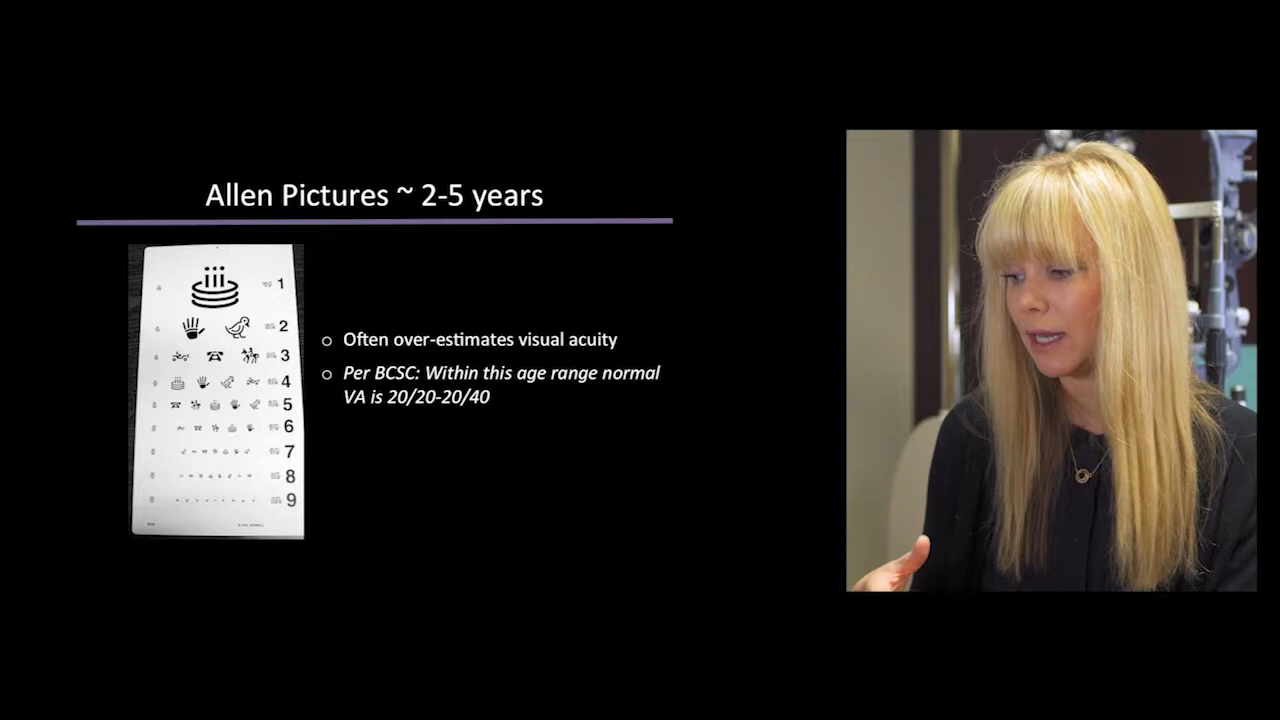 Allen Pictures ~ 2-5 years
1
2
3
4
5
6
7
8
9
o Often over-estimates visual acuity
o Per BCSC: Within this age range normal
VA is 20/20-20/40